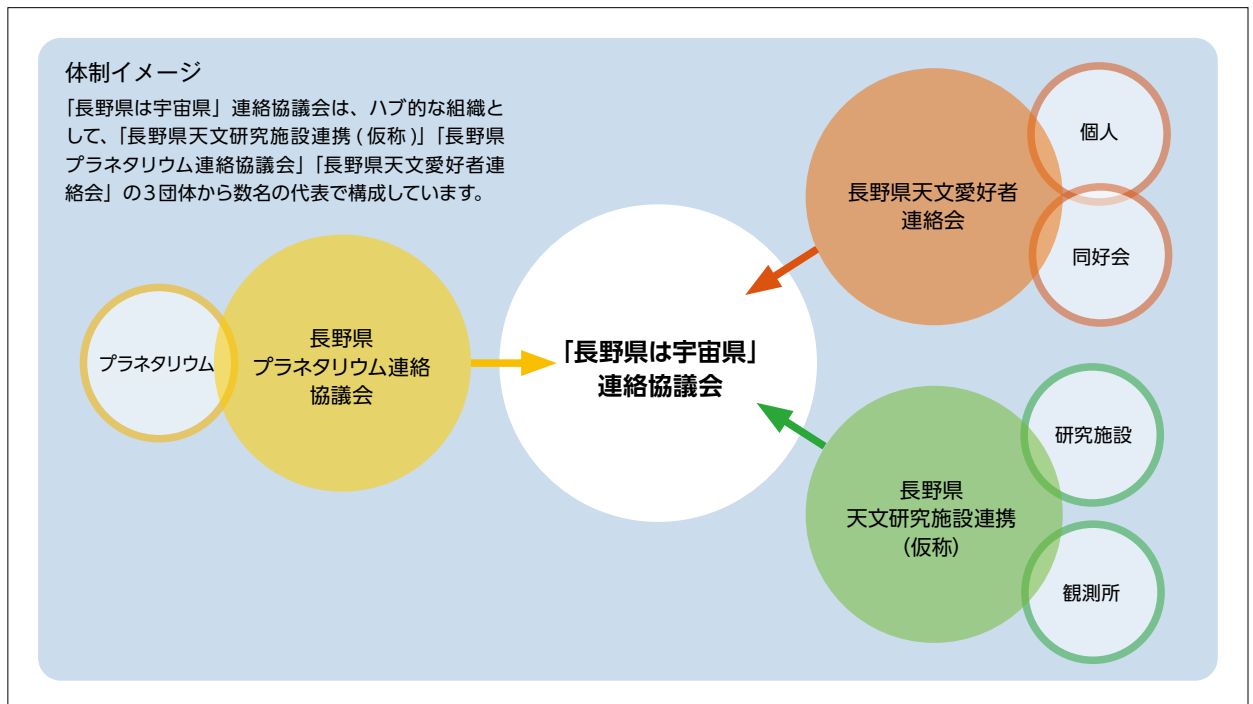 体制イメージ
「長野県は宇宙県」連絡協議会は、ハブ的な組織と
して、「長野県天文研究施設連携(仮称)」「長野県
プラネタリウム連絡協議会」「長野県天文愛好者連
絡会」の３団体から数名の代表で構成しています。
プラネタリウム
長野県
プラネタリウム連絡
協議会
「長野県は宇宙県」
連絡協議会
長野県天文愛好者
連絡会
個人
同好会
長野県
天文研究施設連携
（仮称）
研究施設
観測所